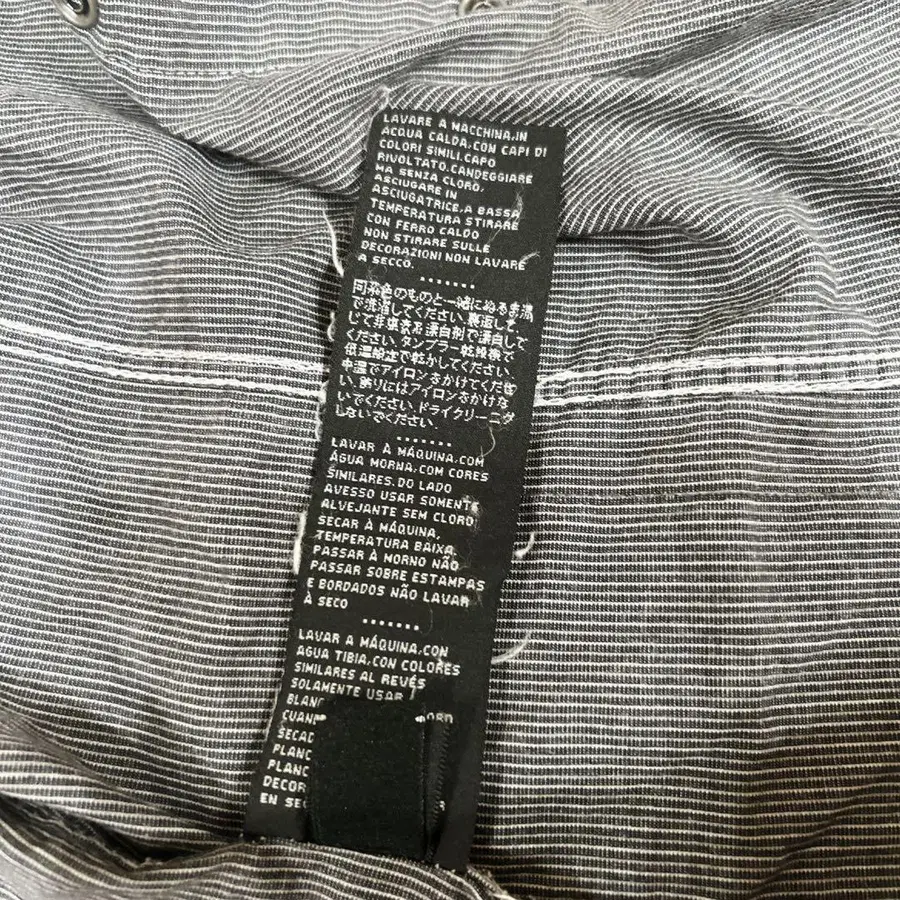 LAVARE A MACCHINA.IN
ACQUA CALDA.CON CAPI DI
COLORI SIMILI.CAPO
RIVOLTATO.CANDEGGIARE
MA SENZA CLORO.
ASCIUGARE IN
ASCIUGATRICE.A BASSA
TEMPERATURA STIRARE
CON FERRO CALDO
NON STIRARE SULLE
DECORAZIONI NON LAVARE
A SECCO.
同系色のものと一緒にぬるま湯
で洗濯してください.裏返して
ください.タンブラー乾燥機で
低温設定で乾かしてください.
中温でアイロンをかけてくださ
い.飾りにはアイロンをかけな
いでください.ドライクリーニング
しないでください.
LAVAR À MÁQUINA.COM
ÁGUA MORNA.COM CORES
SIMILARES.DO LADO
AVESSO USAR SOMENTE
ALVEJANTE SEM CLORO
SECAR À MÁQUINA,
TEMPERATURA BAIXA.
PASSAR À MORNO NÃO
PASSAR SOBRE ESTAMPAS
E BORDADOS NÃO LAVAR
À SECO
LAVAR A MÁQUINA.CON
AGUA TIBIA.CON COLORES
SIMILARES AL REVÉS
SOLAMENTE USAR